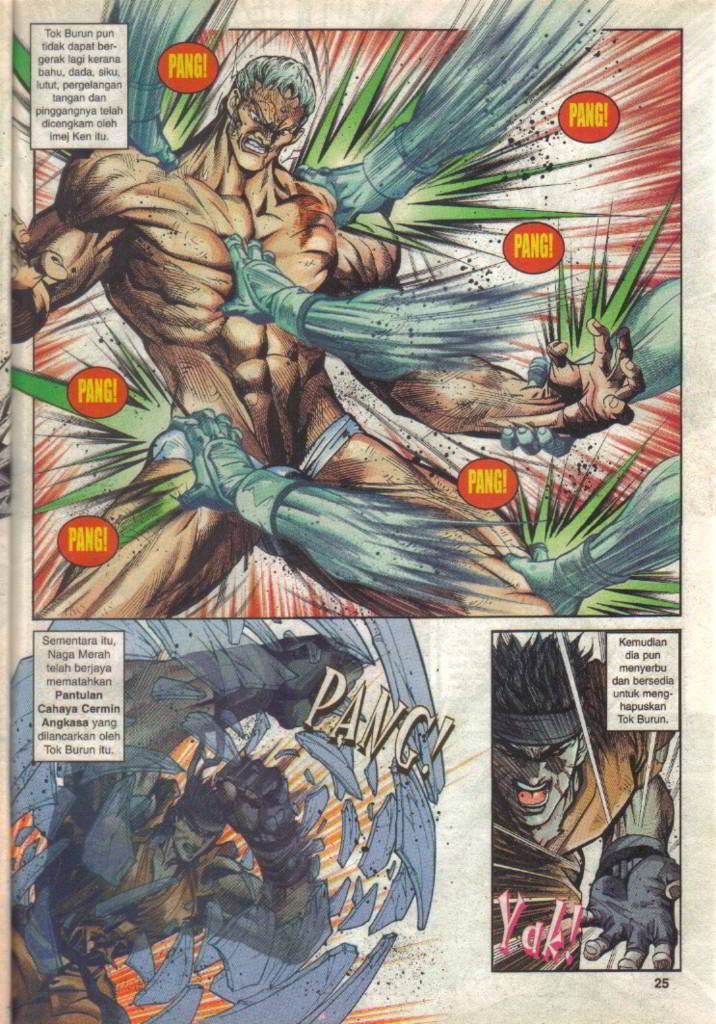 Tok Burun pun
tidak dapat ber-
gerak lagi kerana
bahu, dada, siku,
lutut, pergelangan
tangan dan
pinggangnya telah
dicengkam oleh
imej Ken itu.
PANG!
PANG!
PANG!
PANG!
PANG!
PANG!
Sementara itu,
Naga Merah
telah berjaya
mematahkan
Pantulan
Cahaya Cermin
Angkasa yang
dilancarkan oleh
Tok Burun itu.
PANG!
Kemudian
dia pun
menyerbu
dan bersedia
untuk meng-
hapuskan
Tok Burun.
Yak!
25